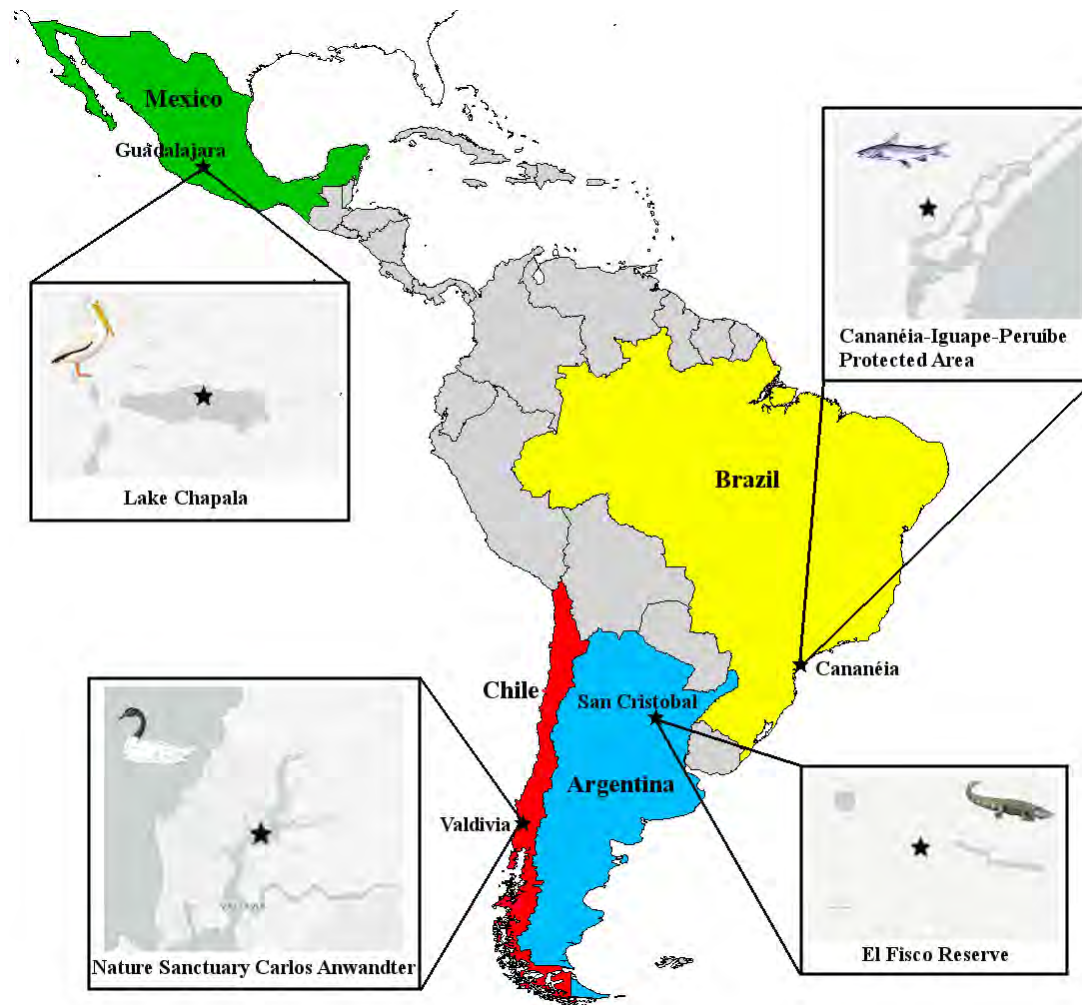 Mexico
Guadalajara
Lake Chapala
Cananéia-Iguape-Peruíbe
Protected Area
Brazil
Cananéia
Chile
San Cristobal
Argentina
Valdivia
VALDIVIA
Nature Sanctuary Carlos Anwandter
El Fisco Reserve